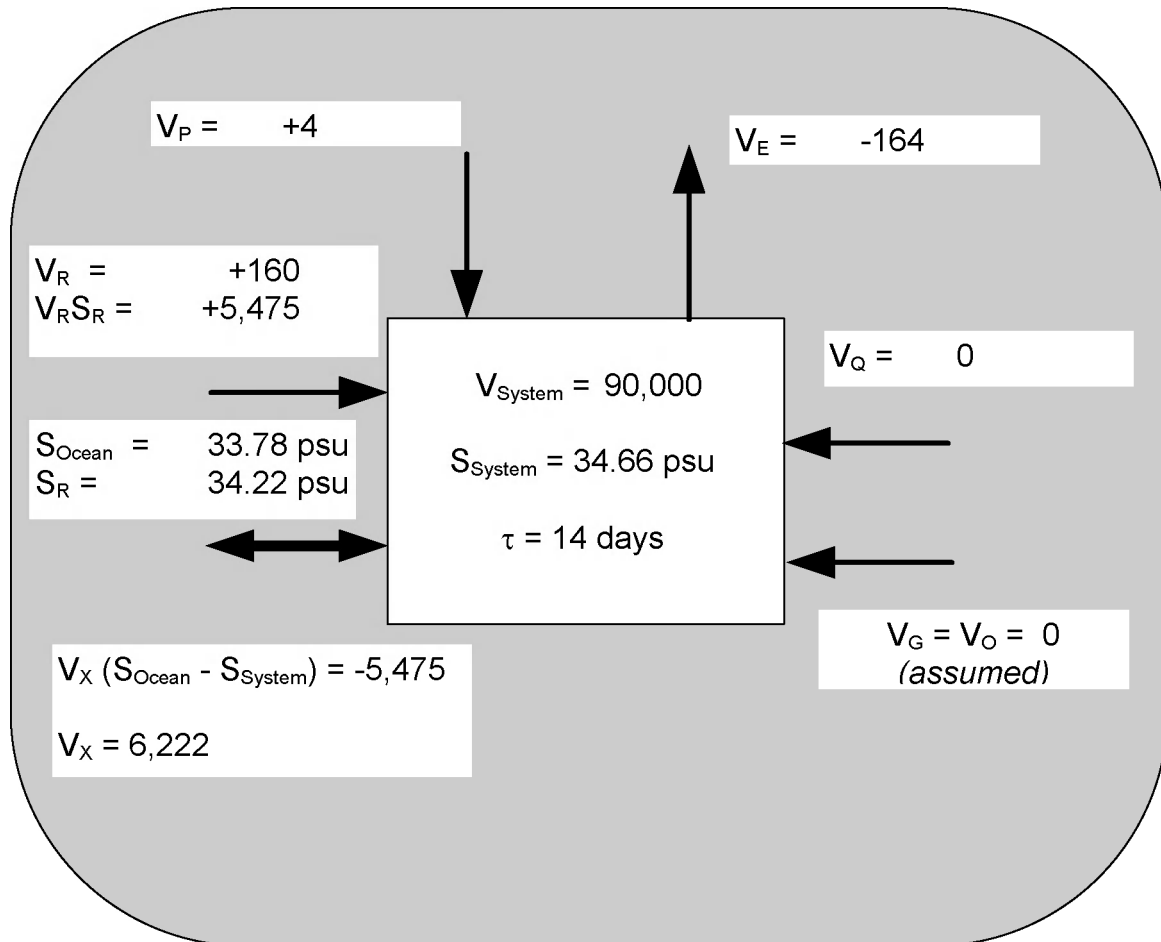 V_P = +4
V_E = -164
V_R = +160
V_RS_R = +5,475
V_Q = 0
S_Ocean = 33.78 psu
S_R = 34.22 psu
V_System = 90,000
S_System = 34.66 psu
τ = 14 days
V_G = V_O = 0
(assumed)
V_X (S_Ocean - S_System) = -5,475
V_X = 6,222